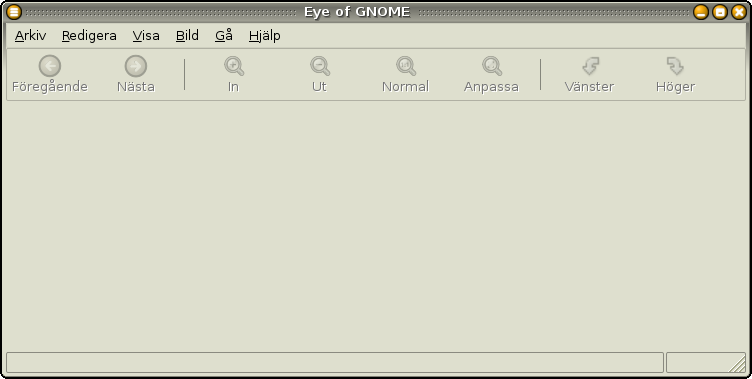 Eye of GNOME
Arkiv Redigera Visa Bild Gå Hjälp
Föregående Nästa In Ut Normal Anpassa Vänster Höger